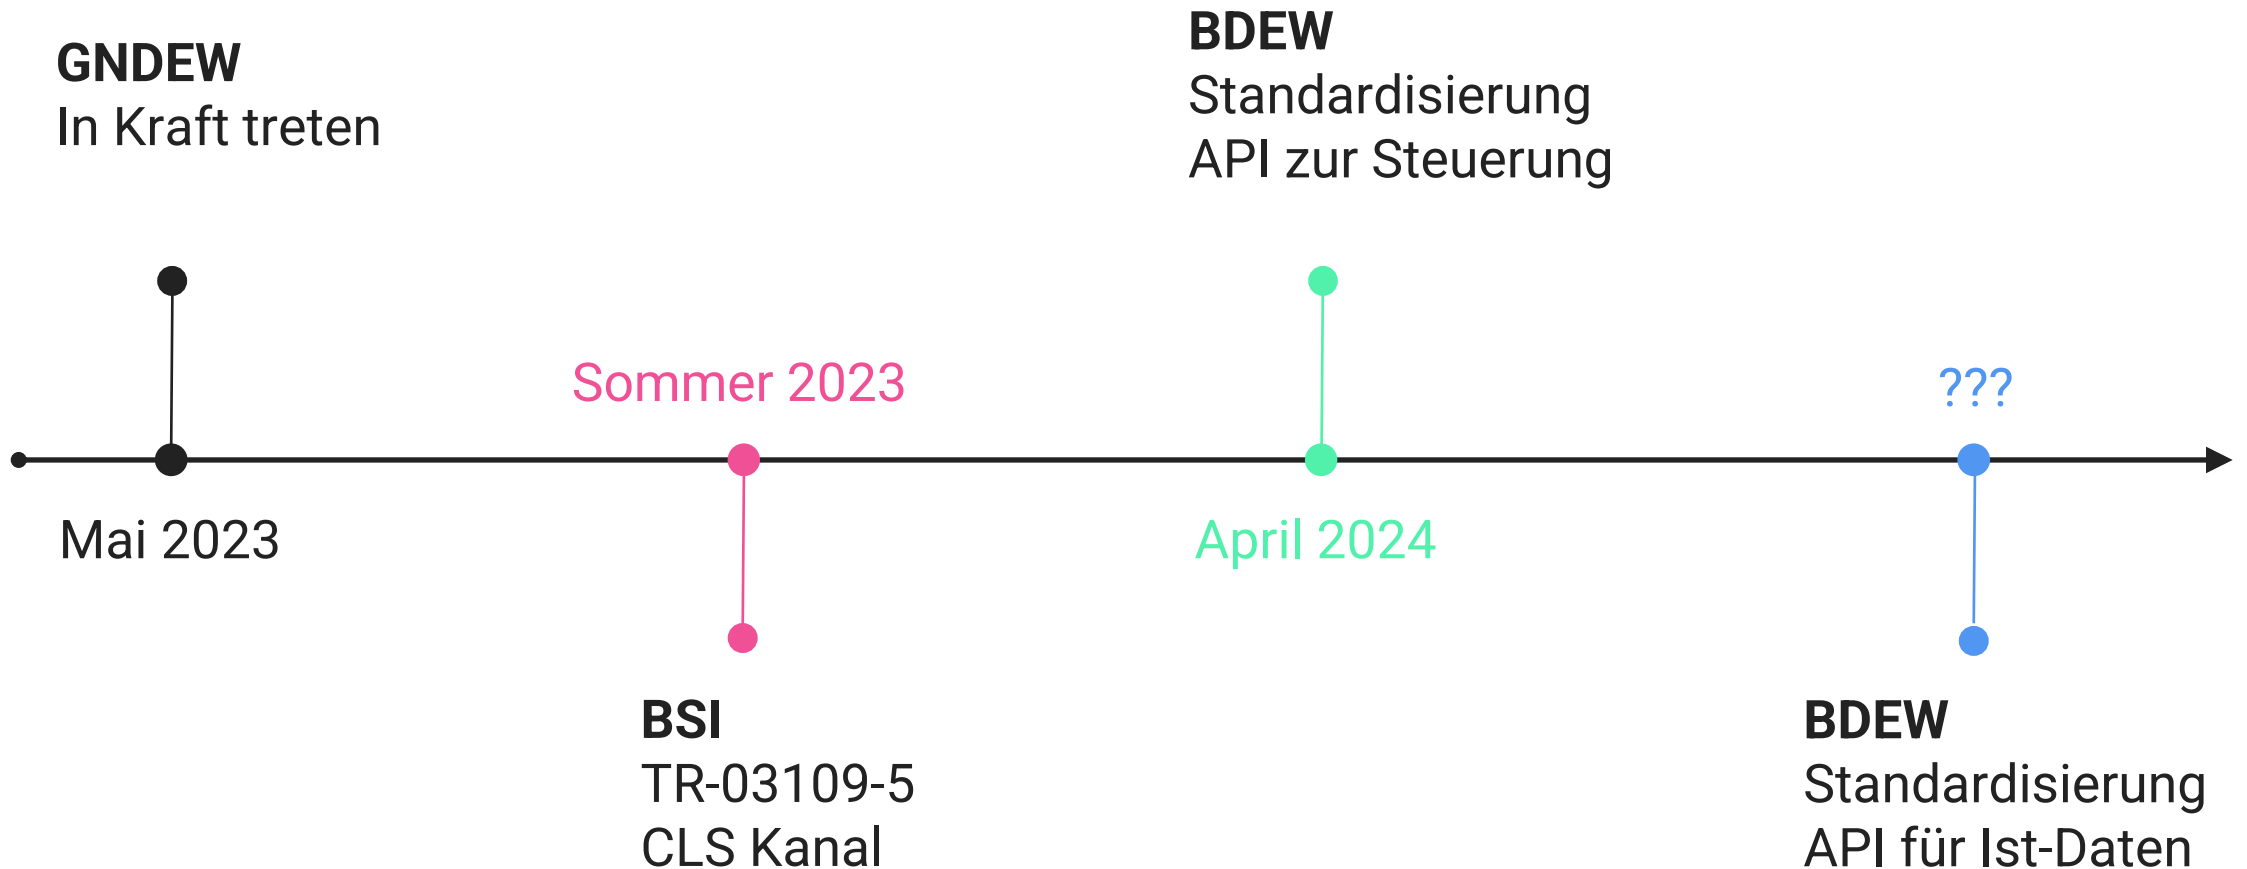 GNDEW
In Kraft treten
Mai 2023
Sommer 2023
BSI
TR-03109-5
CLS Kanal
BDEW
Standardisierung
API zur Steuerung
April 2024
???
BDEW
Standardisierung
API für Ist-Daten